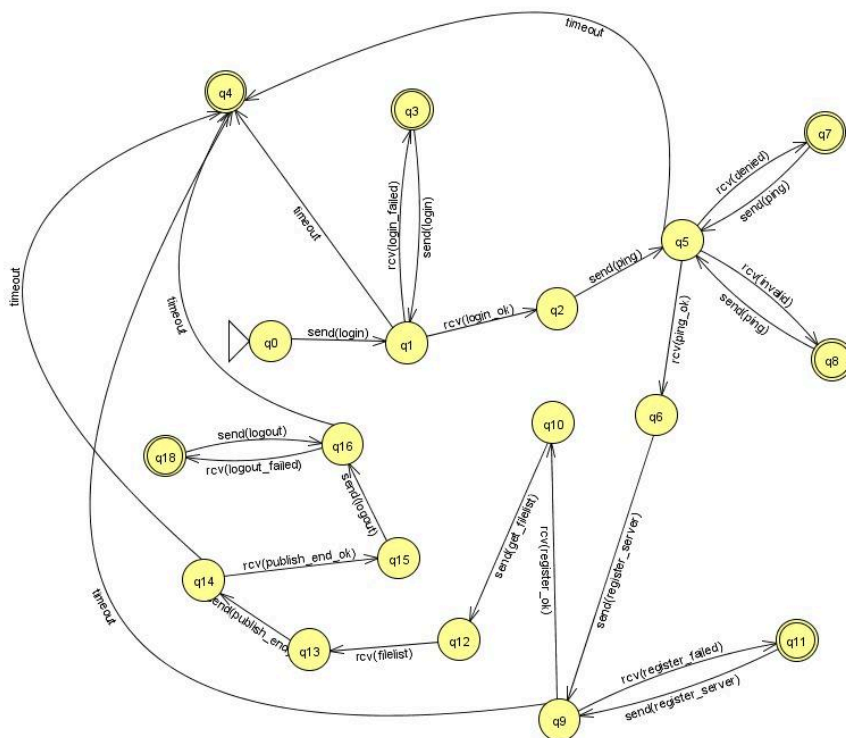 timeout
q4
q3
q7
rcv(denied)
send(ping)
rcv(login_failed)
send(login)
timeout
q5
send(ping)
rcv(invalid)
send(ping)
timeout
q2
timeout
q0
send(login)
q1
rcv(login_ok)
q8
rcv(ping_ok)
q6
q10
send(logout)
q16
q18
rcv(logout_failed)
send(logout)
send(get_filelist)
rcv(register_ok)
send(register_server)
rcv(publish_end_ok)
q15
q14
timeout
send(publish_end
q13
rcv(filelist)
q12
rcv(register_failed)
q11
send(register_server)
q9